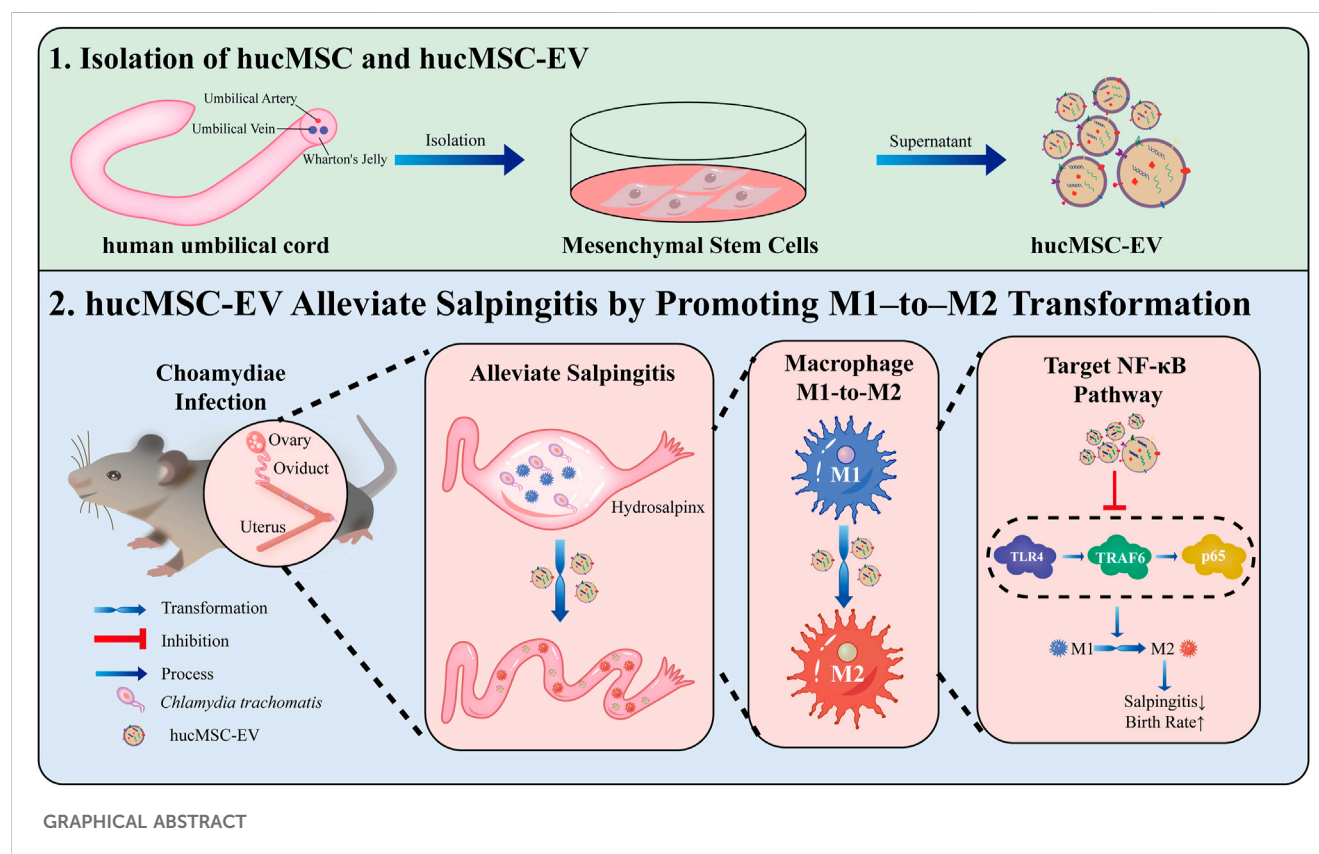 1. Isolation of hucMSC and hucMSC-EV
Umbilical Artery
Umbilical Vein
Wharton's Jelly
Isolation
Supernatant
human umbilical cord
Mesenchymal Stem Cells
hucMSC-EV
2. hucMSC-EV Alleviate Salpingitis by Promoting M1–to–M2 Transformation
Choamydiae
Infection
Ovary
Oviduct
Uterus
Transformation
Inhibition
Process
Chlamydia trachomatis
hucMSC-EV
Alleviate Salpingitis
Hydrosalpinx
Macrophage
M1-to-M2
M1
M2
Target NF-κB
Pathway
TLR4
TRAF6
p65
M1
M2
Salpingitis↓
Birth Rate↑
GRAPHICAL ABSTRACT